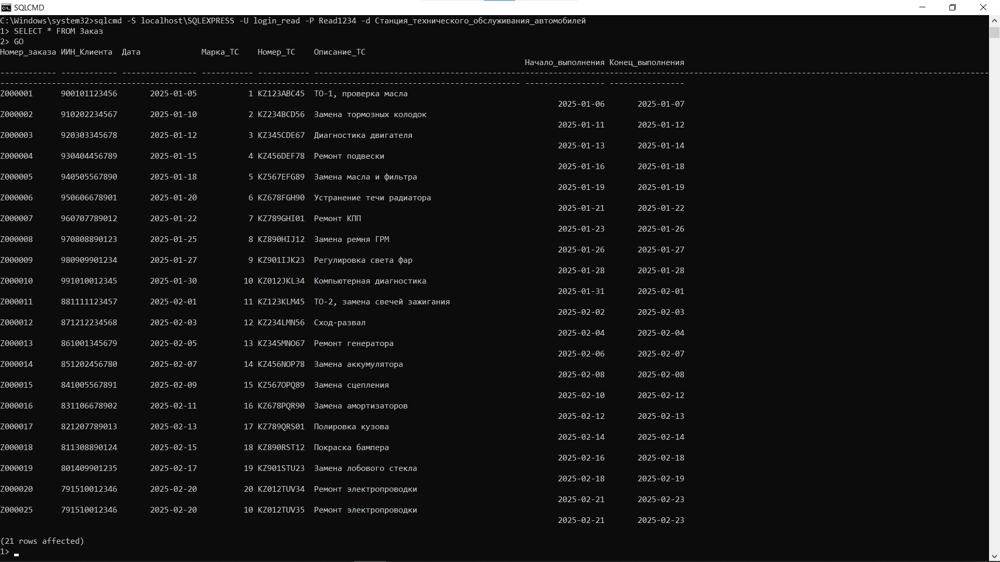 SQLCMD
C:\Windows\system32>sqlcmd -S localhost\SQLEXPRESS -U login_read -P Read1234 -d Станция_технического_обслуживания_автомобилей
1> SELECT * FROM Заказ
2> GO
Номер_заказа ИИН_Клиента Дата Марка_ТС Номер_ТС Описание_ТС
Начало_выполнения Конец_выполнения
Z000001 900101123456 2025-01-05 1 KZ123ABC45 ТО-1, проверка масла
2025-01-06 2025-01-07
Z000002 910202234567 2025-01-10 2 KZ234BCD56 Замена тормозных колодок
2025-01-11 2025-01-12
Z000003 920303345678 2025-01-12 3 KZ345CDE67 Диагностика двигателя
2025-01-13 2025-01-14
Z000004 930404456789 2025-01-15 4 KZ456DEF78 Ремонт подвески
2025-01-16 2025-01-18
Z000005 940505567890 2025-01-18 5 KZ567EFG89 Замена масла и фильтра
2025-01-19 2025-01-19
Z000006 950606678901 2025-01-20 6 KZ678FGH90 Устранение течи радиатора
2025-01-21 2025-01-22
Z000007 960707789012 2025-01-22 7 KZ789GHI01 Ремонт КПП
2025-01-23 2025-01-26
Z000008 970808890123 2025-01-25 8 KZ890HIJ12 Замена ремня ГРМ
2025-01-26 2025-01-27
Z000009 980909901234 2025-01-27 9 KZ901IJK23 Регулировка света фар
2025-01-28 2025-01-28
Z000010 991010012345 2025-01-30 10 KZ012JKL34 Компьютерная диагностика
2025-01-31 2025-02-01
Z000011 881111123457 2025-02-01 11 KZ123KLM45 ТО-2, замена свечей зажигания
2025-02-02 2025-02-03
Z000012 871212234568 2025-02-03 12 KZ234LMN56 Сход-развал
2025-02-04 2025-02-04
Z000013 861001345679 2025-02-05 13 KZ345MNO67 Ремонт генератора
2025-02-06 2025-02-07
Z000014 851202456780 2025-02-07 14 KZ456NOP78 Замена аккумулятора
2025-02-08 2025-02-08
Z000015 841005567891 2025-02-09 15 KZ567OPQ89 Замена сцепления
2025-02-10 2025-02-12
Z000016 831106678902 2025-02-11 16 KZ678PQR90 Замена амортизаторов
2025-02-12 2025-02-13
Z000017 821207789013 2025-02-13 17 KZ789QRS01 Полировка кузова
2025-02-14 2025-02-14
Z000018 811308890124 2025-02-15 18 KZ890RST12 Покраска бампера
2025-02-16 2025-02-18
Z000019 801409901235 2025-02-17 19 KZ901STU23 Замена лобового стекла
2025-02-18 2025-02-19
Z000020 791510012346 2025-02-20 20 KZ012TUV34 Ремонт электропроводки
2025-02-21 2025-02-23
Z000025 791510012346 2025-02-20 10 KZ012TUV35 Ремонт электропроводки
2025-02-21 2025-02-23
(21 rows affected)
1>